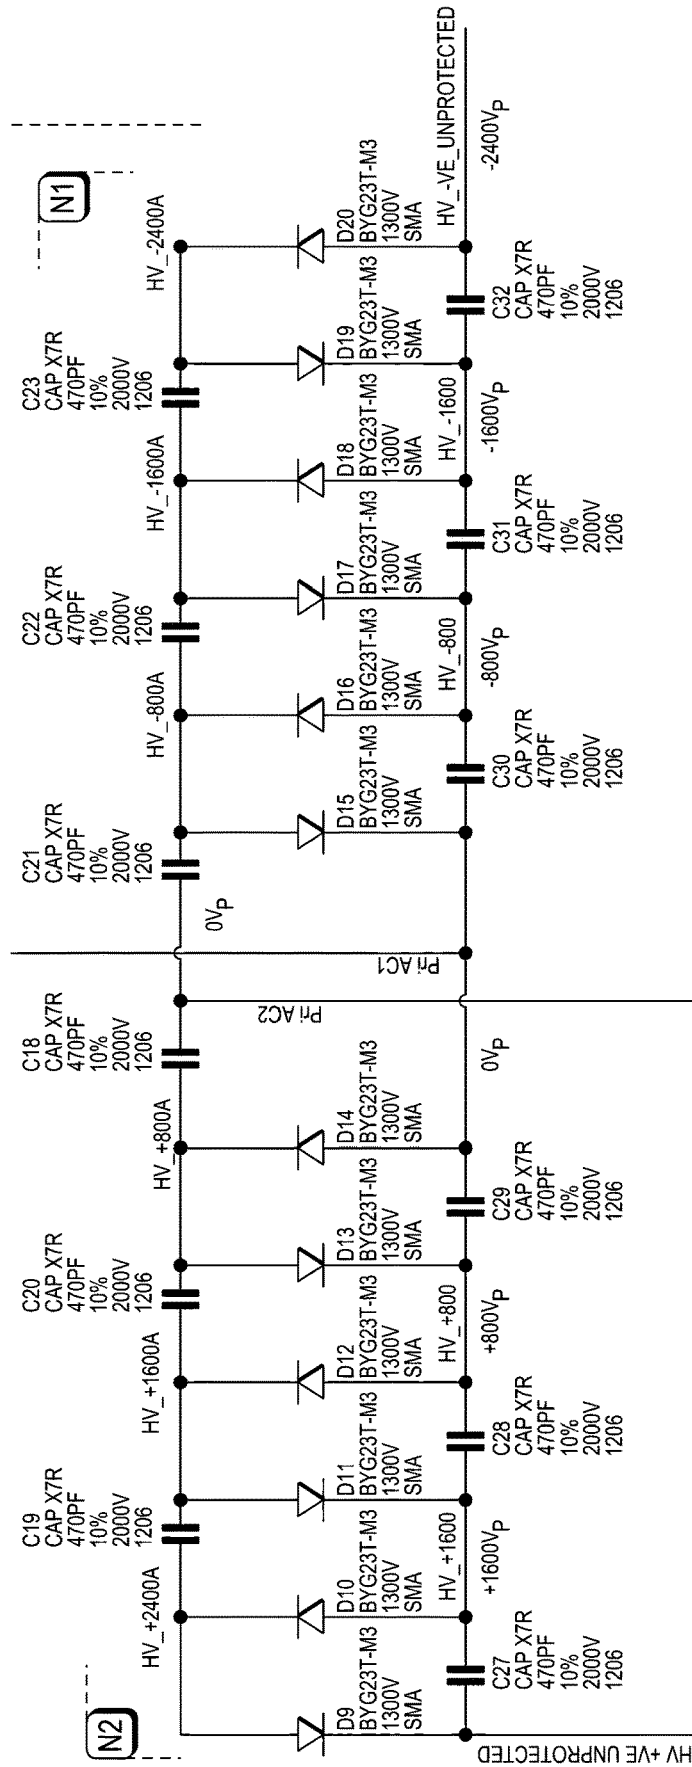 N2
HV_+2400A
C19
CAP X7R
470PF
10%
2000V
1206
HV_+1600A
C20
CAP X7R
470PF
10%
2000V
1206
HV_+800A
C18
CAP X7R
470PF
10%
2000V
1206
Pri AC2
0VP
C21
CAP X7R
470PF
10%
2000V
1206
HV_-800A
C22
CAP X7R
470PF
10%
2000V
1206
HV_-1600A
C23
CAP X7R
470PF
10%
2000V
1206
HV_-2400A
N1
D9
BYG23T-M3
1300V
SMA
D10
BYG23T-M3
1300V
SMA
D11
BYG23T-M3
1300V
SMA
D12
BYG23T-M3
1300V
SMA
D13
BYG23T-M3
1300V
SMA
D14
BYG23T-M3
1300V
SMA
Pri AC1
D15
BYG23T-M3
1300V
SMA
D16
BYG23T-M3
1300V
SMA
D17
BYG23T-M3
1300V
SMA
D18
BYG23T-M3
1300V
SMA
D19
BYG23T-M3
1300V
SMA
D20
BYG23T-M3
1300V
SMA
HV +VE UNPROTECTED
C27
CAP X7R
470PF
10%
2000V
1206
HV_+1600
+1600VP
C28
CAP X7R
470PF
10%
2000V
1206
HV_+800
+800VP
C29
CAP X7R
470PF
10%
2000V
1206
0VP
C30
CAP X7R
470PF
10%
2000V
1206
HV_-800
-800VP
C31
CAP X7R
470PF
10%
2000V
1206
HV_-1600
-1600VP
C32
CAP X7R
470PF
10%
2000V
1206
HV_-VE_UNPROTECTED
-2400VP